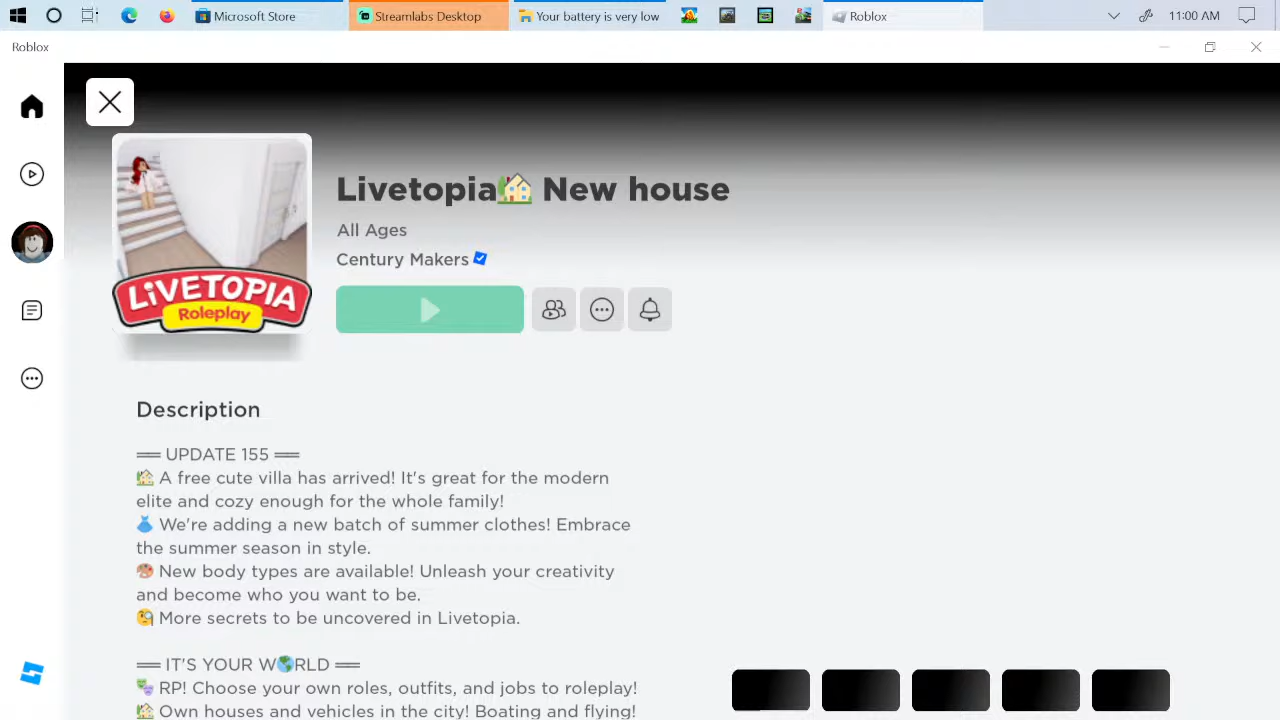 Microsoft Store
Streamlabs Desktop
Your battery is very low
Roblox
11:00 AM
Roblox
LIVETOPIA
Roleplay
Livetopia🏡 New house
All Ages
Century Makers
Description
══ UPDATE 155 ══
🏡 A free cute villa has arrived! It's great for the modern
elite and cozy enough for the whole family!
👗 We're adding a new batch of summer clothes! Embrace
the summer season in style.
🎨 New body types are available! Unleash your creativity
and become who you want to be.
🧐 More secrets to be uncovered in Livetopia.
══ IT'S YOUR W🌎RLD ══
🎭 RP! Choose your own roles, outfits, and jobs to roleplay!
🏡 Own houses and vehicles in the city! Boating and flying!